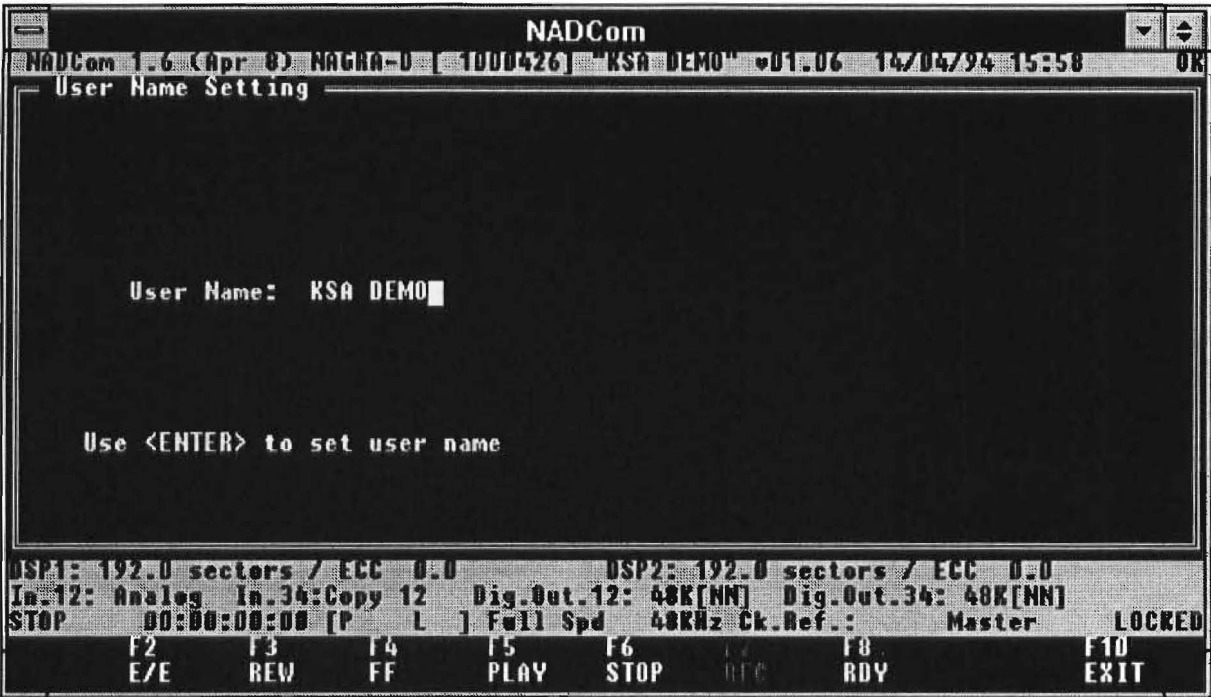 NADCom
NADCom 1.6 (Apr 8) NAGRA-D [ 1DDD426] "KSA DEMO" ♥01.06 14/04/94 15:58 OK
User Name Setting
User Name: KSA DEMO
Use <ENTER> to set user name
DSP1: 192.0 sectors / ECC 0.0 DSP2: 192.0 sectors / ECC 0.0
In.12: Analog In.34:Copy 12 Dig.Out.12: 48K[NN] Dig.Out.34: 48K[NN]
STOP 00:00:00:00 [P L ] Full Spd 48KHz Ck.Ref.: Master LOCKED
F2 F3 F4 F5 F6 F7 F8 F10
E/E REW FF PLAY STOP REC RDY EXIT